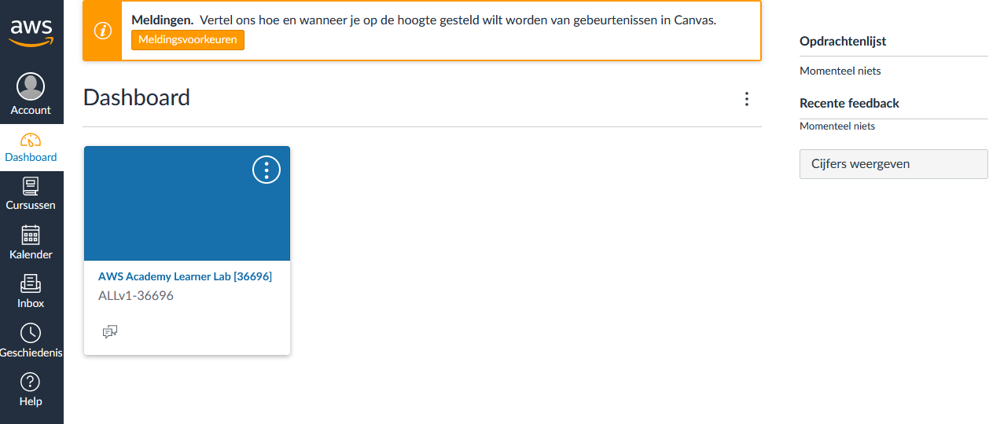 aws
Account
Dashboard
Cursussen
Kalender
Inbox
Geschiedenis
Help
Meldingen. Vertel ons hoe en wanneer je op de hoogte gesteld wilt worden van gebeurtenissen in Canvas.
Meldingsvoorkeuren
Dashboard
AWS Academy Learner Lab [36696]
ALLv1-36696
Opdrachtenlijst
Momenteel niets
Recente feedback
Momenteel niets
Cijfers weergeven